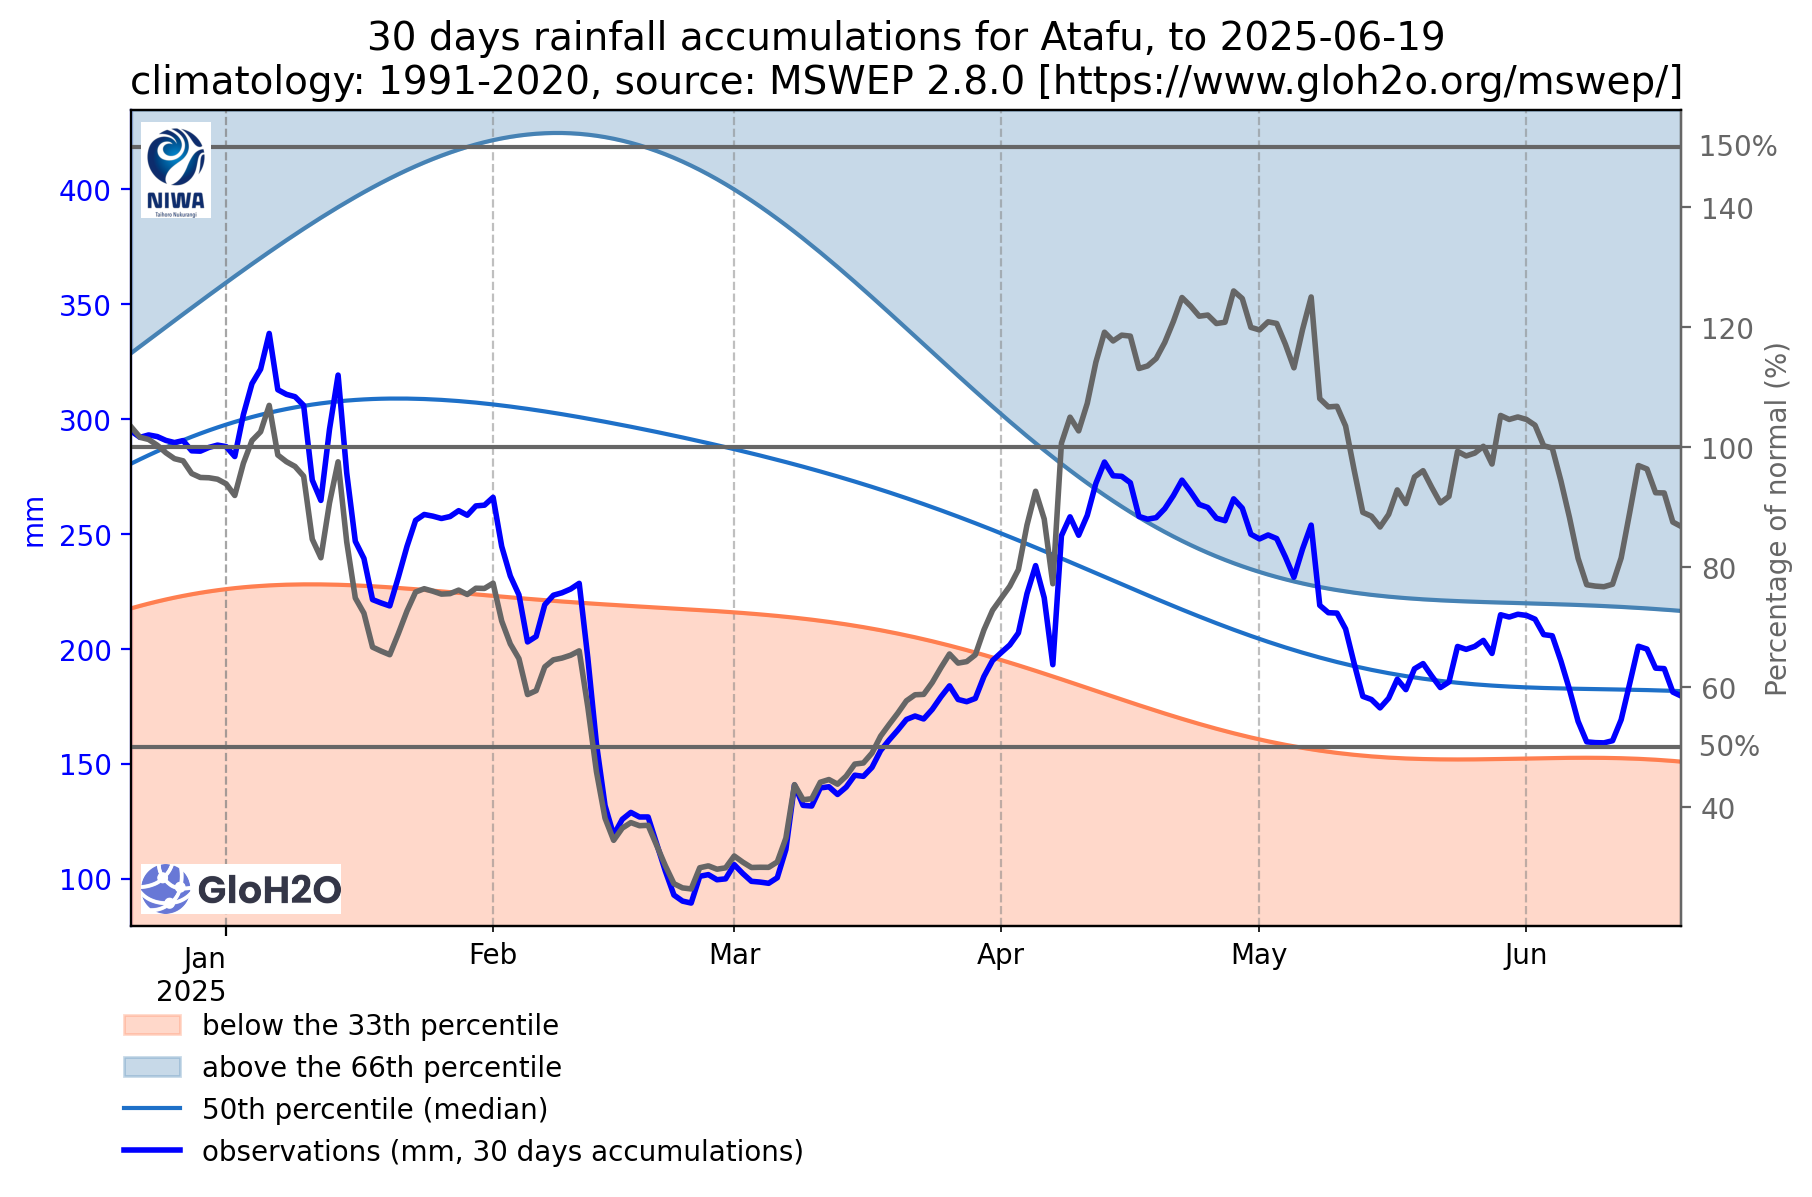 30 days rainfall accumulations for Atafu, to 2025-06-19
climatology: 1991-2020, source: MSWEP 2.8.0 [https://www.gloh2o.org/mswep/]
NIWA
Taihoro Nukurangi
400
350
300
250
200
150
100
mm
150%
140
120
100
80
60
50%
40
Percentage of normal (%)
GloH2O
Jan
2025
Feb
Mar
Apr
May
Jun
below the 33th percentile
above the 66th percentile
50th percentile (median)
observations (mm, 30 days accumulations)